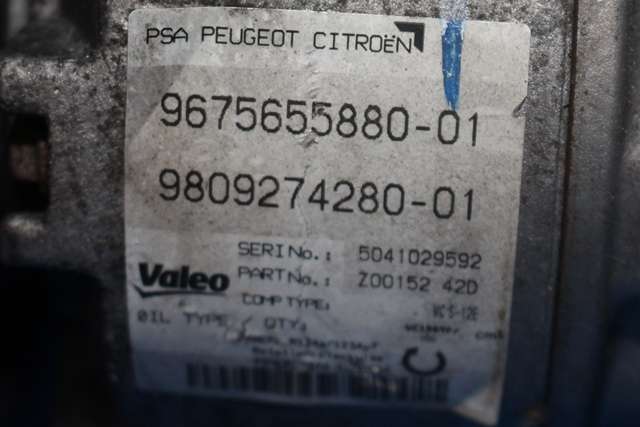 PSA PEUGEOT CITROËN
9675655880-01
9809274280-01
SERI No.: 5041029592
Valeo PART No.: Z00152 42D
COMP TYPE:
OIL TYPE / QTY:
C